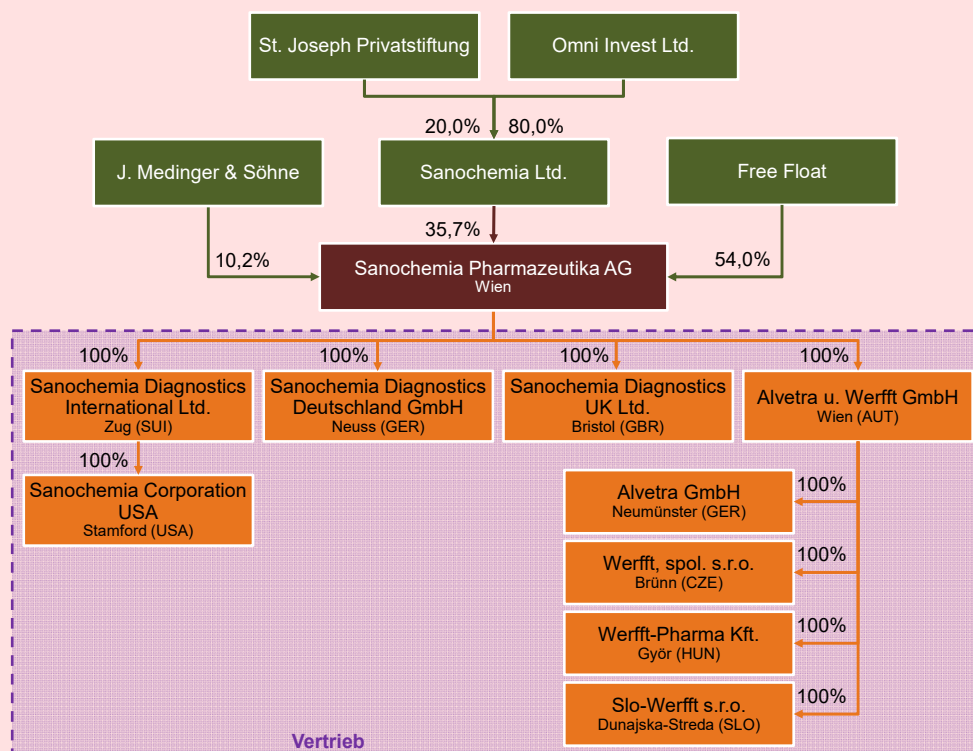 St. Joseph Privatstiftung
Omni Invest Ltd.
20,0%
80,0%
J. Medinger & Söhne
Sanochemia Ltd.
Free Float
10,2%
35,7%
54,0%
Sanochemia Pharmazeutika AG
Wien
100%
100%
100%
100%
Sanochemia Diagnostics
International Ltd.
Zug (SUI)
Sanochemia Diagnostics
Deutschland GmbH
Neuss (GER)
Sanochemia Diagnostics
UK Ltd.
Bristol (GBR)
Alvetra u. Werfft GmbH
Wien (AUT)
100%
Sanochemia Corporation
USA
Stamford (USA)
Alvetra GmbH
Neumünster (GER)
100%
Werfft, spol. s.r.o.
Brünn (CZE)
100%
Werfft-Pharma Kft.
Györ (HUN)
100%
Slo-Werfft s.r.o.
Dunajska-Streda (SLO)
100%
Vertrieb